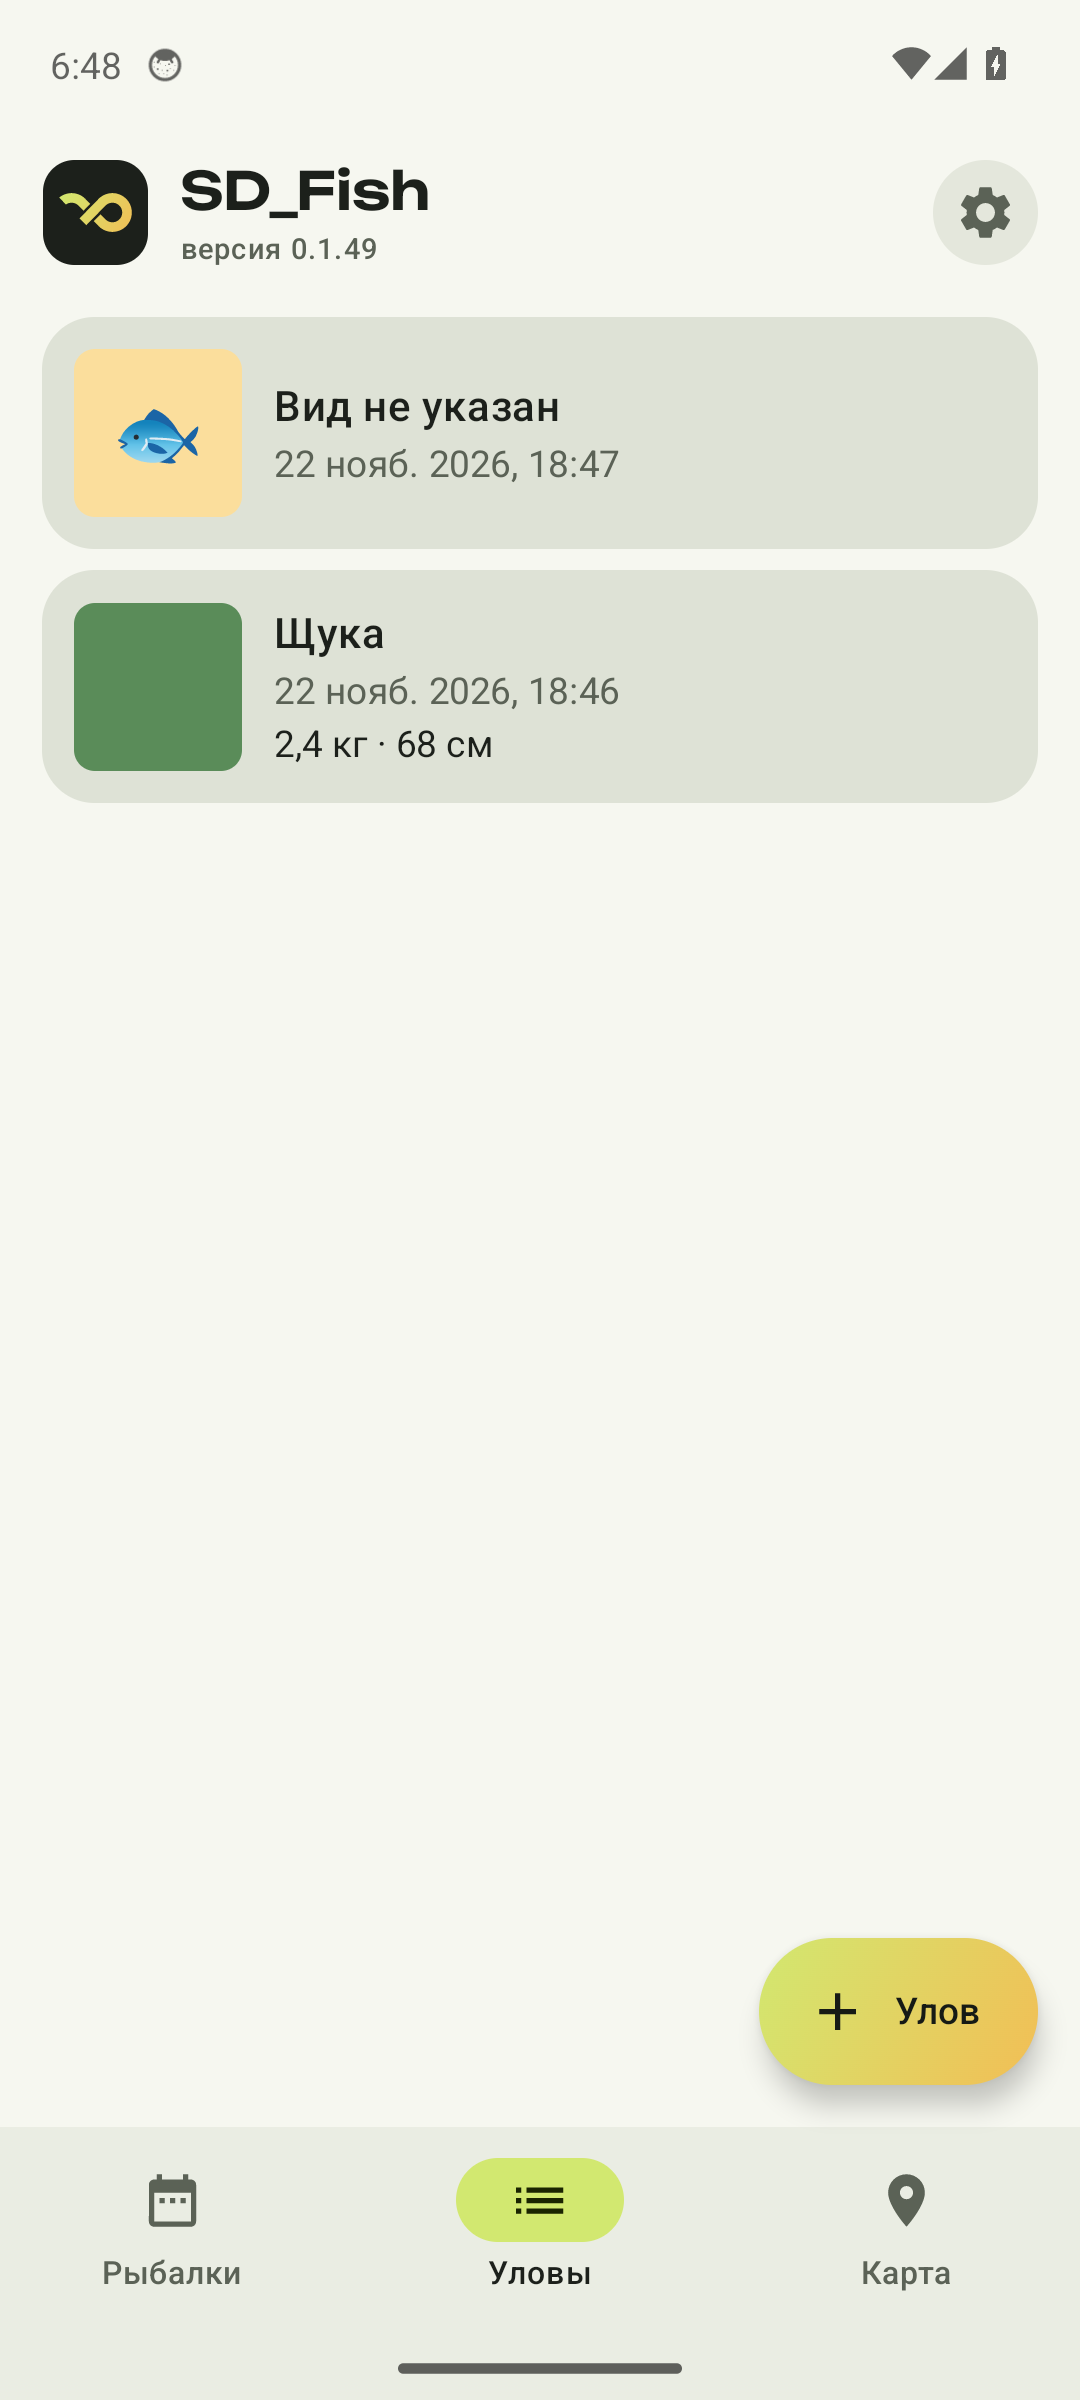 6:48
SD_Fish
версия 0.1.49
Вид не указан
22 нояб. 2026, 18:47
Щука
22 нояб. 2026, 18:46
2,4 кг · 68 см
+ Улов
Рыбалки
Уловы
Карта